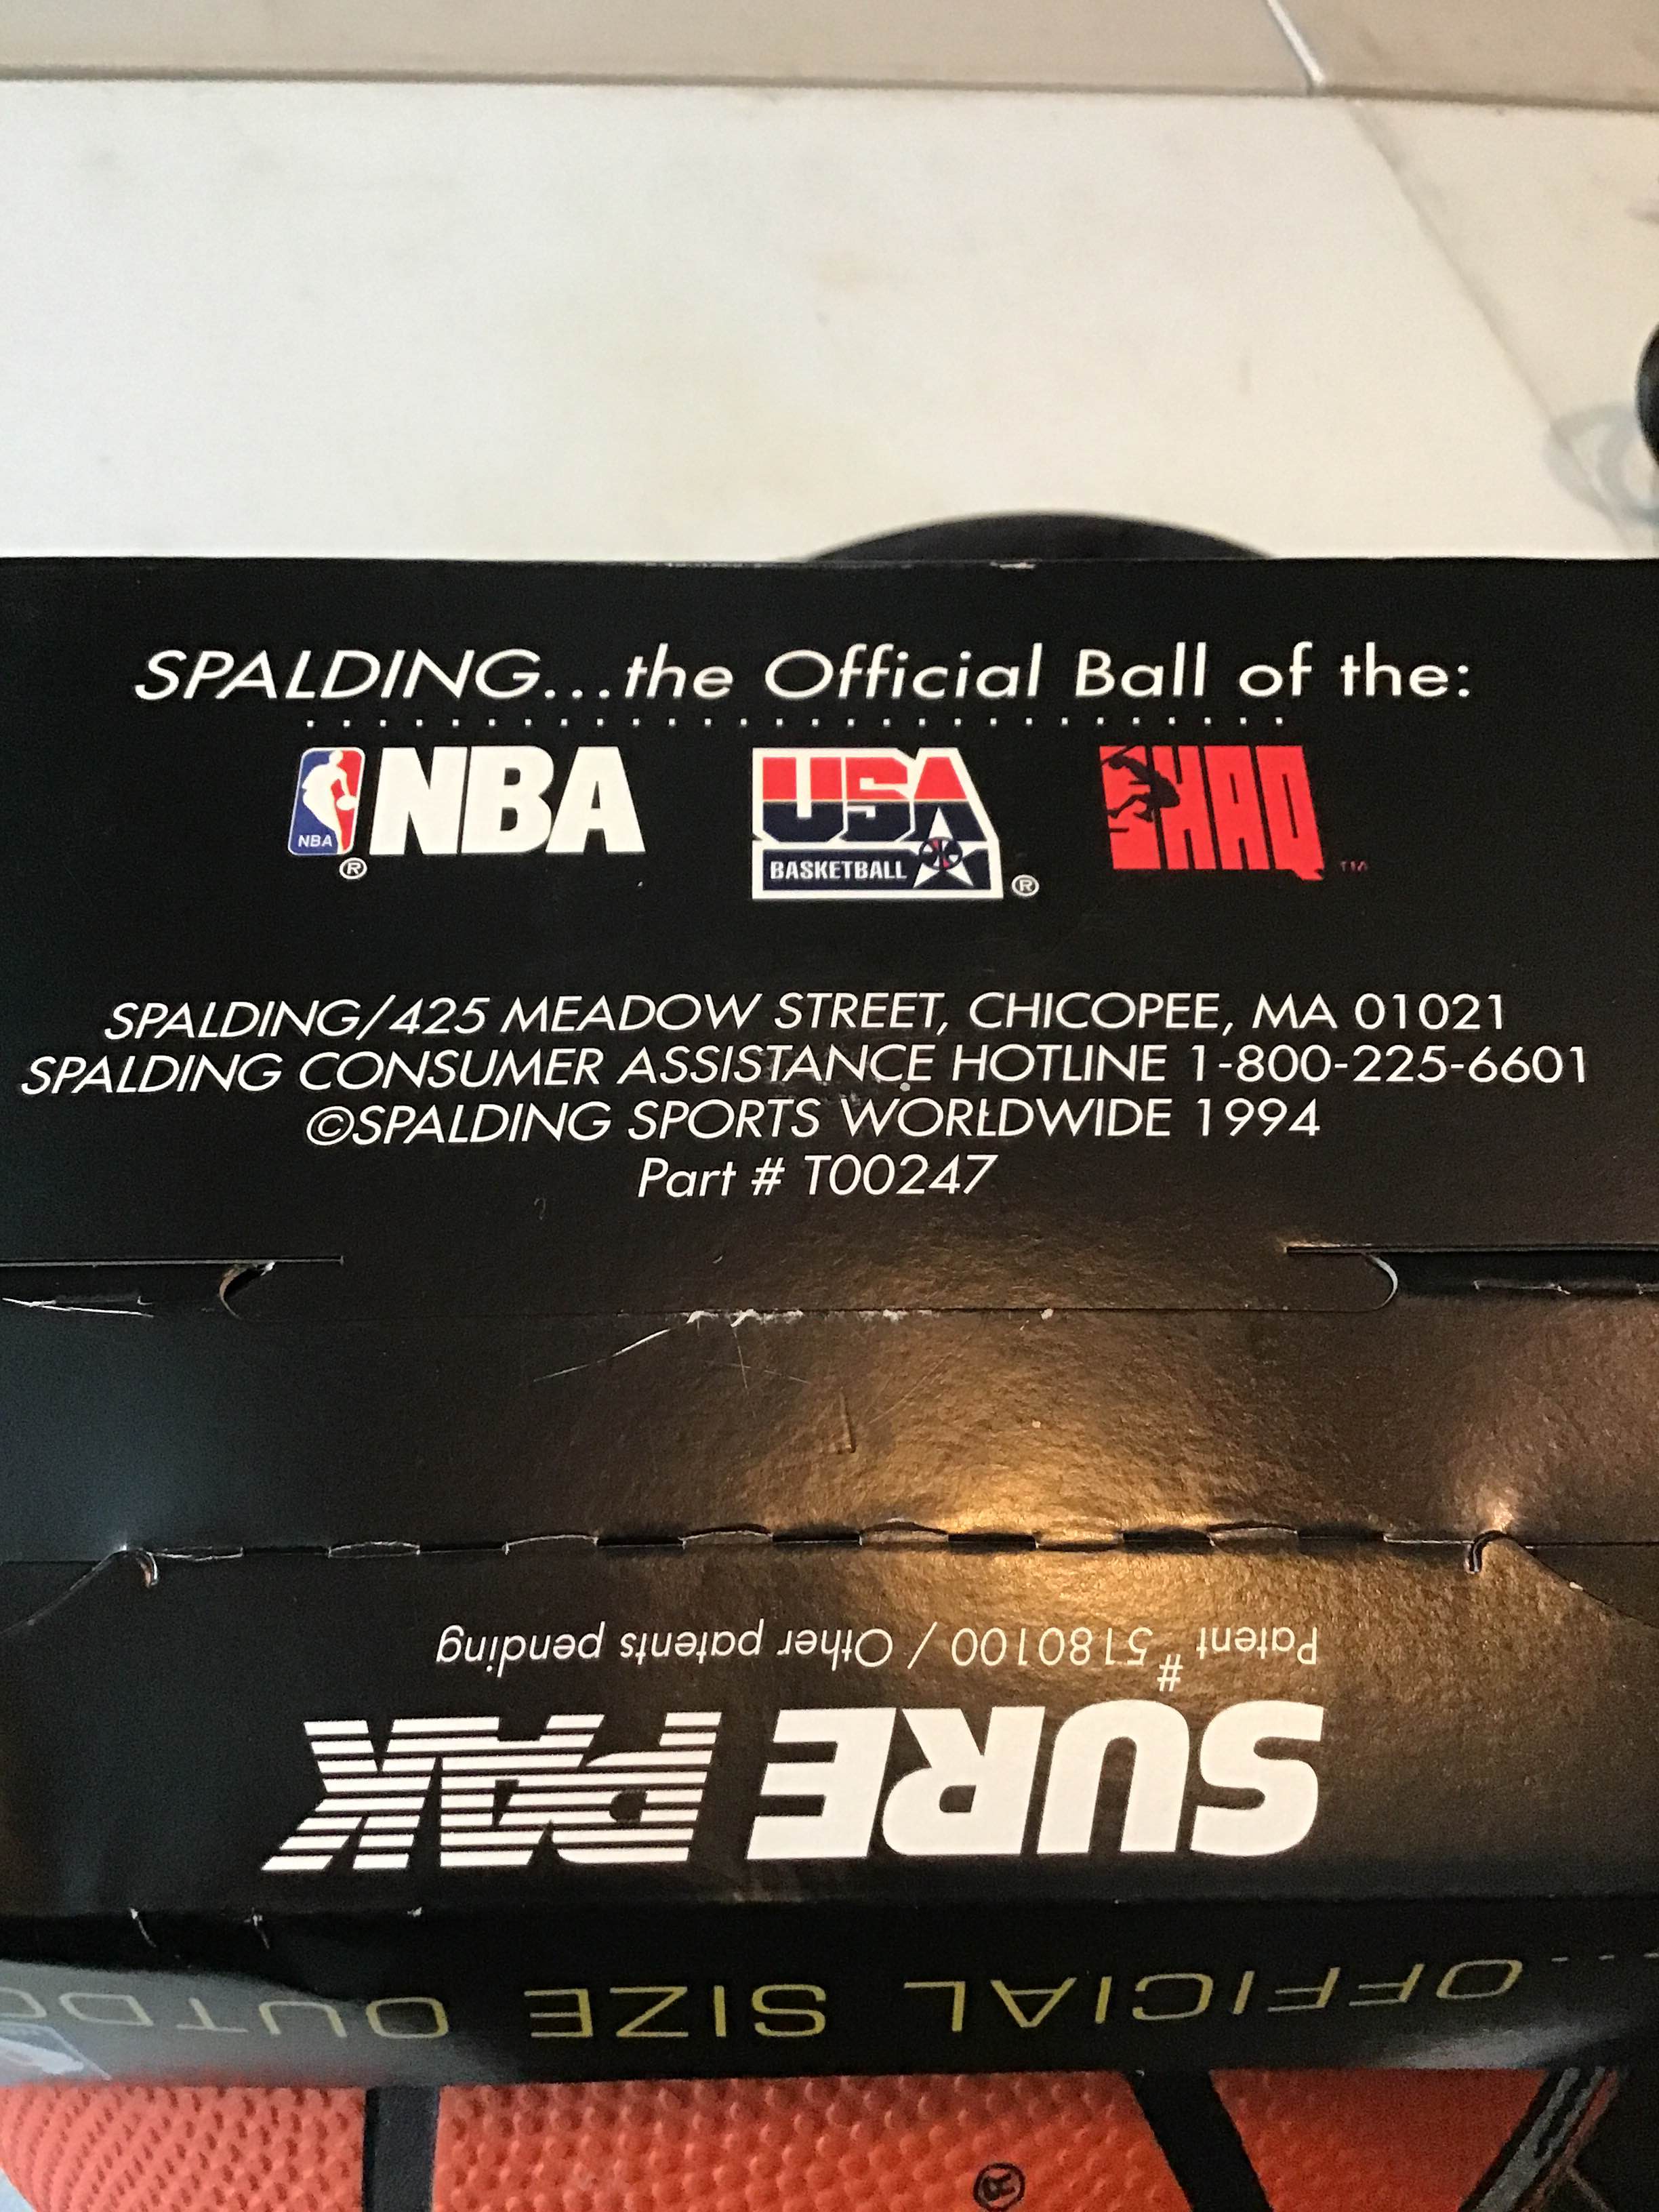 SPALDING...the Official Ball of the:
NBA
® NBA
USA
BASKETBALL ®
SHAQ TM
SPALDING/425 MEADOW STREET, CHICOPEE, MA 01021
SPALDING CONSUMER ASSISTANCE HOTLINE 1-800-225-6601
©SPALDING SPORTS WORLDWIDE 1994
Part # T00247
Patent #5180100 / Other patents pending
SURE PAK
...OFFICIAL SIZE OUTDO
®